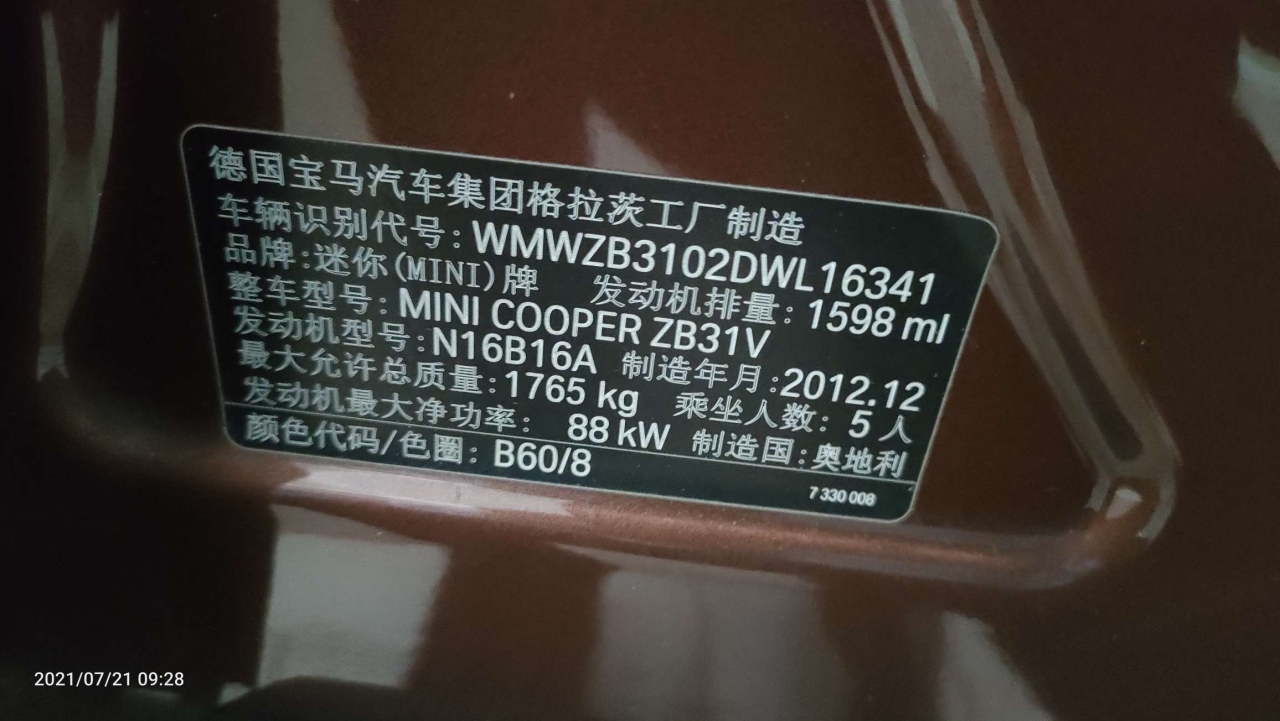 德国宝马汽车集团格拉茨工厂制造
车辆识别代号: WMWZB3102DWL16341
品牌:迷你(MINI)牌 发动机排量: 1598 ml
整车型号: MINI COOPER ZB31V
发动机型号: N16B16A 制造年月:2012.12
最大允许总质量:1765 kg 乘坐人数: 5 人
发动机最大净功率: 88 kW 制造国:奥地利
颜色代码/色圈: B60/8
7 330 008
2021/07/21 09:28